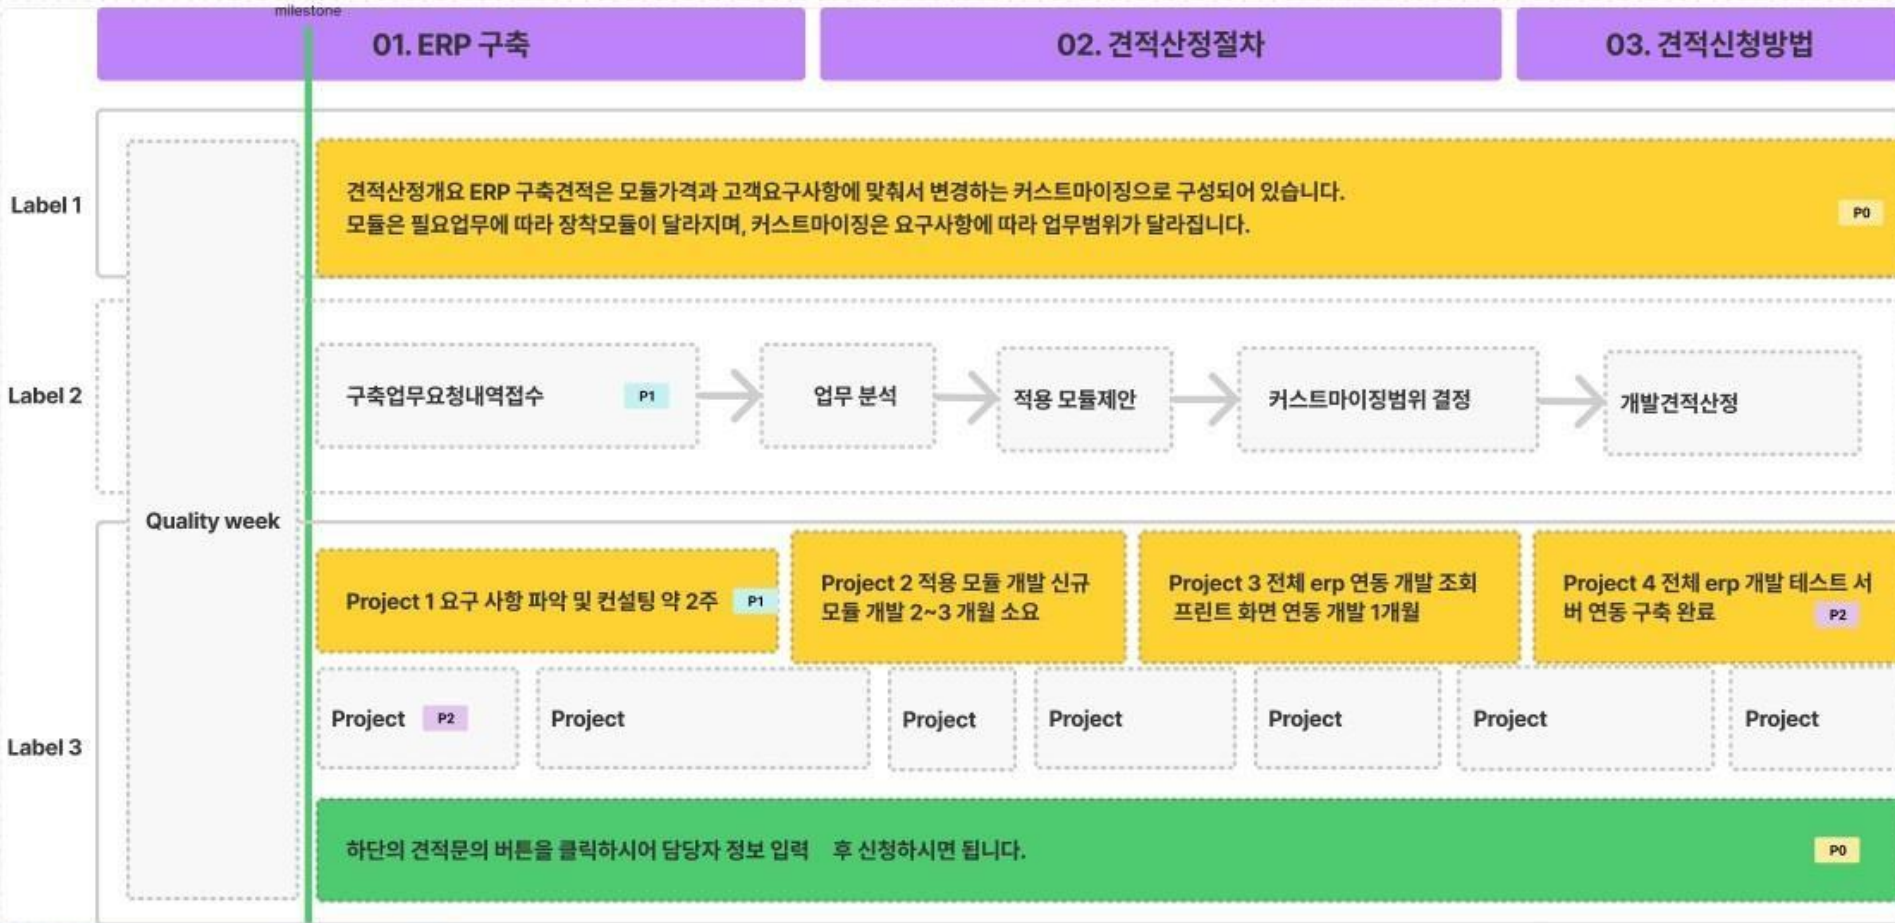 milestone
01. ERP 구축
02. 견적산정절차
03. 견적신청방법
Label 1
견적산정개요 ERP 구축견적은 모듈가격과 고객요구사항에 맞춰서 변경하는 커스트마이징으로 구성되어 있습니다.
모듈은 필요업무에 따라 장착모듈이 달라지며, 커스트마이징은 요구사항에 따라 업무범위가 달라집니다.
P0
Label 2
구축업무요청내역접수
P1
업무 분석
적용 모듈제안
커스트마이징범위 결정
개발견적산정
Quality week
Label 3
Project 1 요구 사항 파악 및 컨설팅 약 2주
P1
Project 2 적용 모듈 개발 신규
모듈 개발 2~3 개월 소요
Project 3 전체 erp 연동 개발 조회
프린트 화면 연동 개발 1개월
Project 4 전체 erp 개발 테스트 서
버 연동 구축 완료
P2
Project
P2
Project
Project
Project
Project
Project
Project
하단의 견적문의 버튼을 클릭하시어 담당자 정보 입력 후 신청하시면 됩니다.
P0